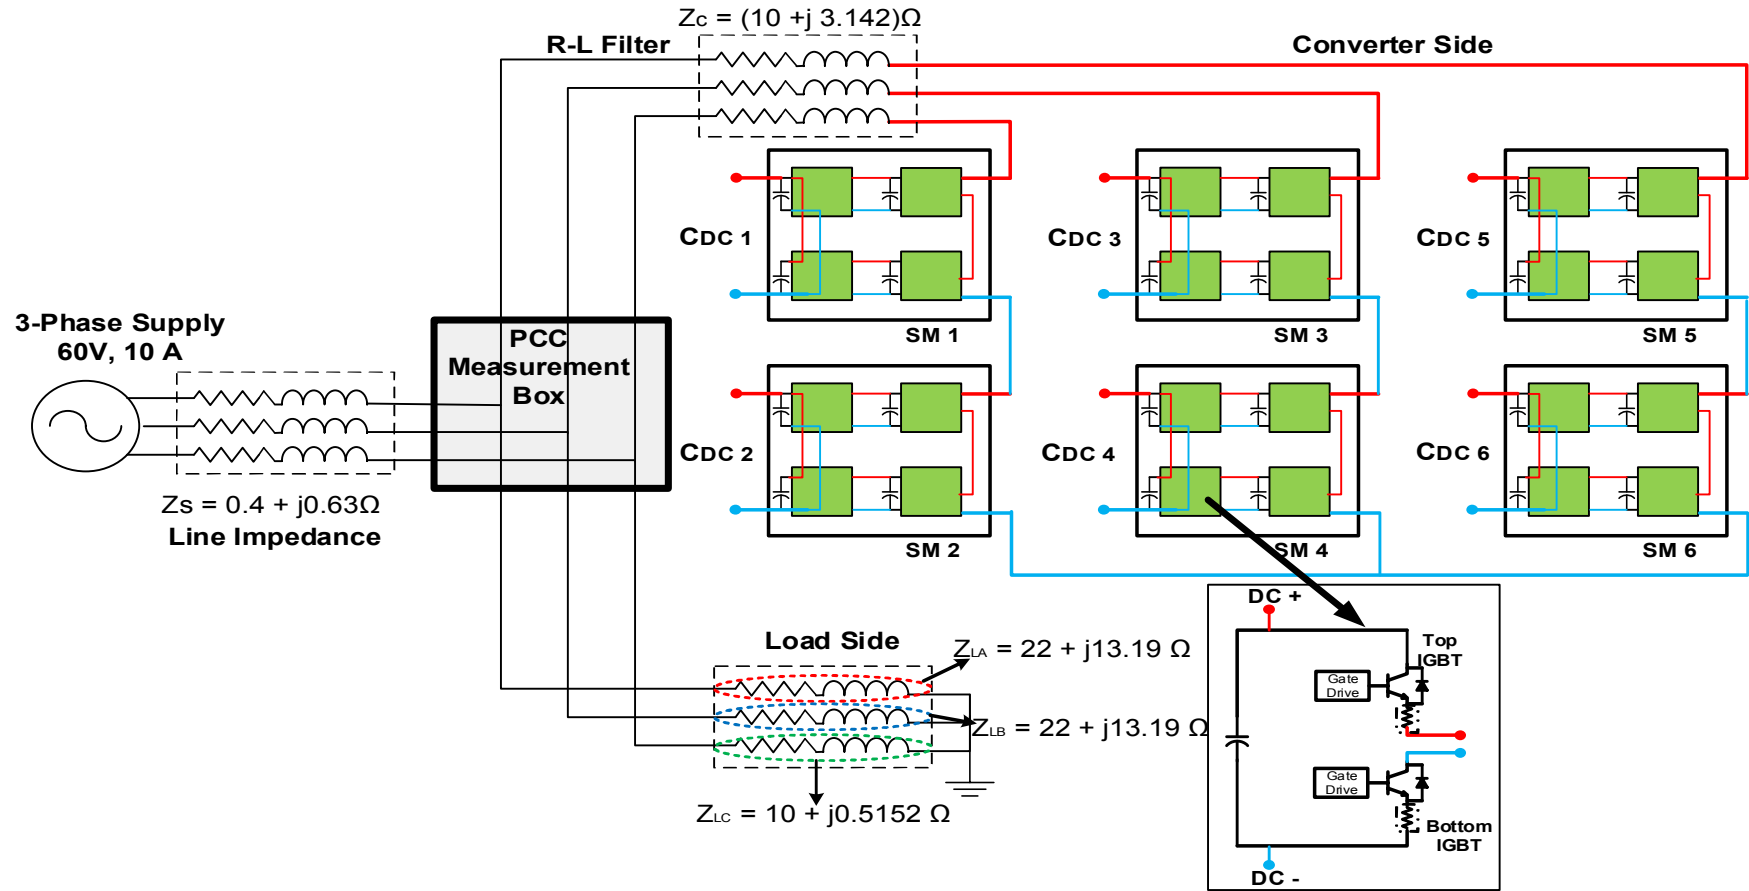 Zc = (10 +j 3.142)Ω
R-L Filter
Converter Side
CDC 1
SM 1
CDC 3
SM 3
CDC 5
SM 5
3-Phase Supply
60V, 10 A
PCC
Measurement
Box
Zs = 0.4 + j0.63Ω
Line Impedance
CDC 2
SM 2
CDC 4
SM 4
CDC 6
SM 6
Load Side
ZLA = 22 + j13.19 Ω
ZLB = 22 + j13.19 Ω
ZLC = 10 + j0.5152 Ω
DC +
Top
IGBT
Gate
Drive
Gate
Drive
Bottom
IGBT
DC -